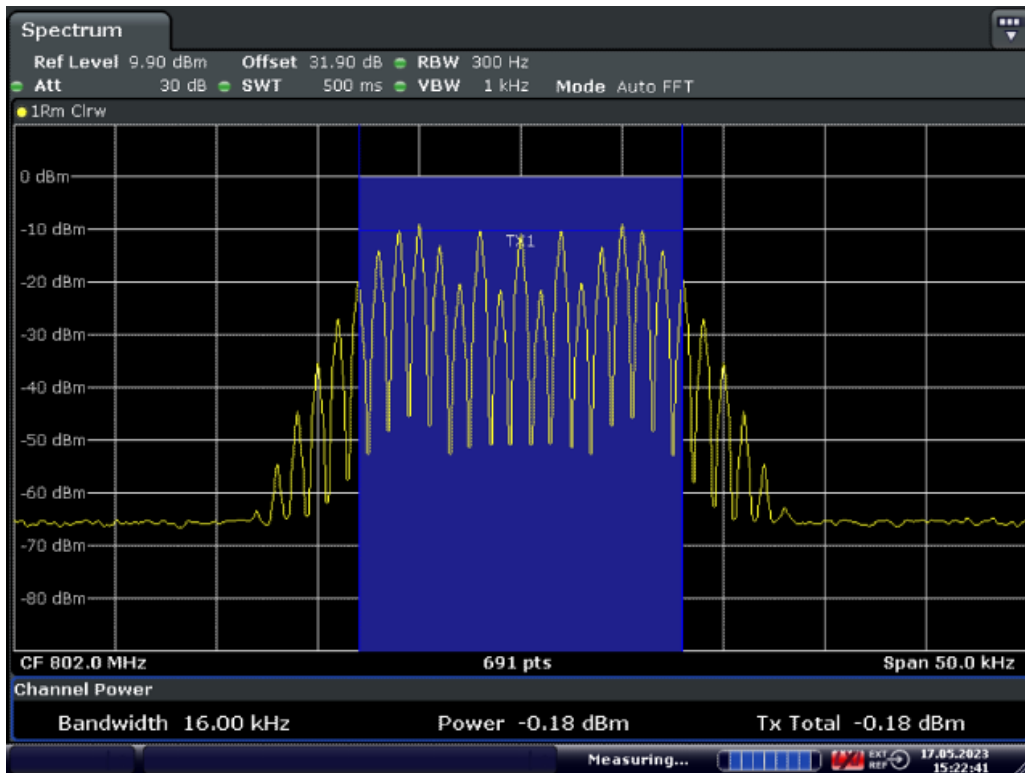 Spectrum
Ref Level 9.90 dBm Offset 31.90 dB RBW 300 Hz
Att 30 dB SWT 500 ms VBW 1 kHz Mode Auto FFT
1Rm Clrw
0 dBm
-10 dBm
TX1
-20 dBm
-30 dBm
-40 dBm
-50 dBm
-60 dBm
-70 dBm
-80 dBm
CF 802.0 MHz 691 pts Span 50.0 kHz
Channel Power
Bandwidth 16.00 kHz Power -0.18 dBm Tx Total -0.18 dBm
Measuring... EXT REF 17.05.2023
15:22:41